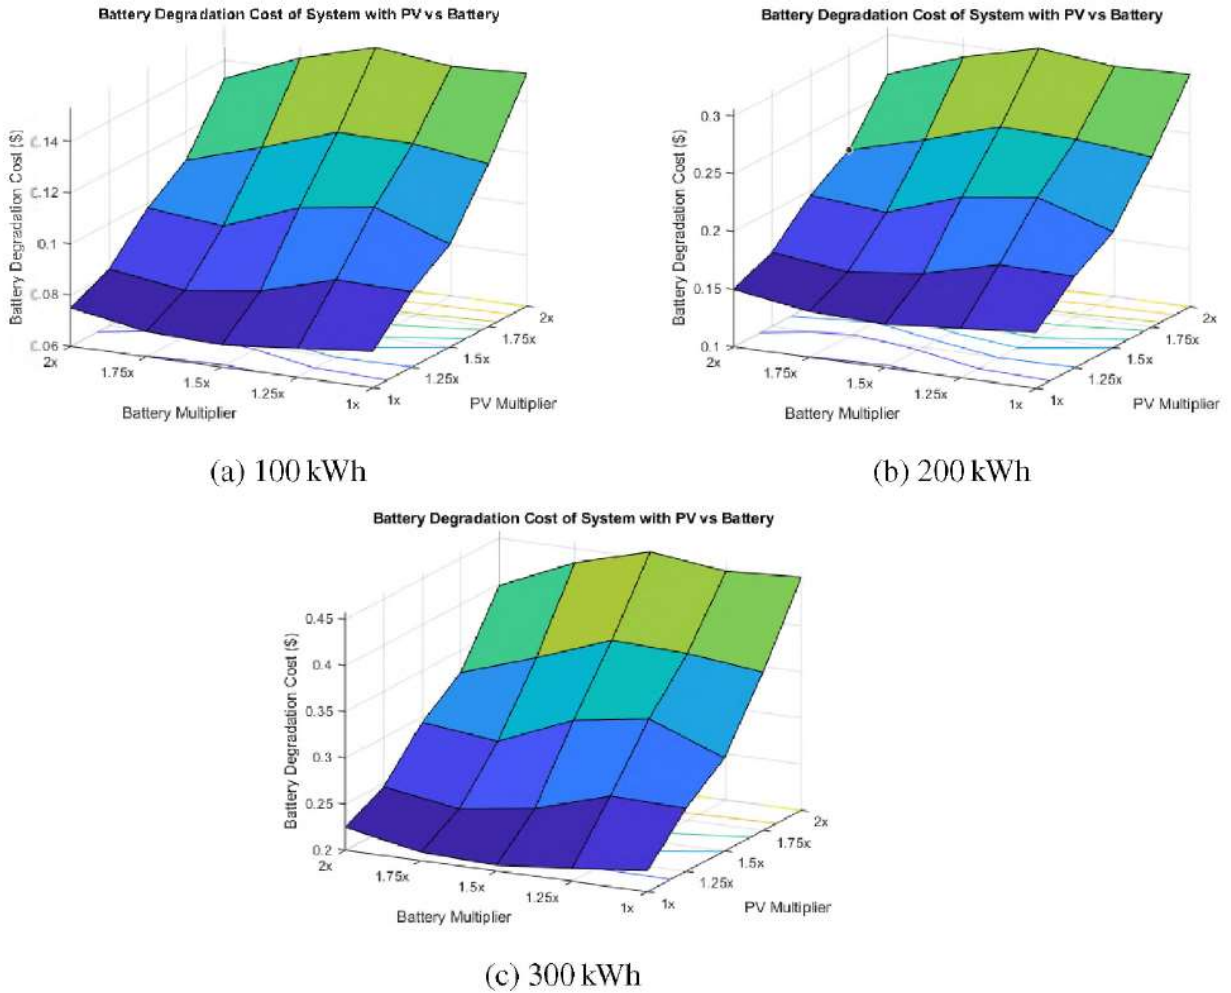 Battery Degradation Cost of System with PV vs Battery
Battery Degradation Cost ($)
0.14
0.12
0.1
0.08
0.06
2x
1.75x
1.5x
1.25x
1x
Battery Multiplier
1x
1.25x
1.5x
1.75x
2x
PV Multiplier
(a) 100 kWh
Battery Degradation Cost of System with PV vs Battery
Battery Degradation Cost ($)
0.3
0.25
0.2
0.15
0.1
2x
1.75x
1.5x
1.25x
1x
Battery Multiplier
1x
1.25x
1.5x
1.75x
2x
PV Multiplier
(b) 200 kWh
Battery Degradation Cost of System with PV vs Battery
Battery Degradation Cost ($)
0.45
0.4
0.35
0.3
0.25
0.2
2x
1.75x
1.5x
1.25x
1x
Battery Multiplier
1x
1.25x
1.5x
1.75x
2x
PV Multiplier
(c) 300 kWh